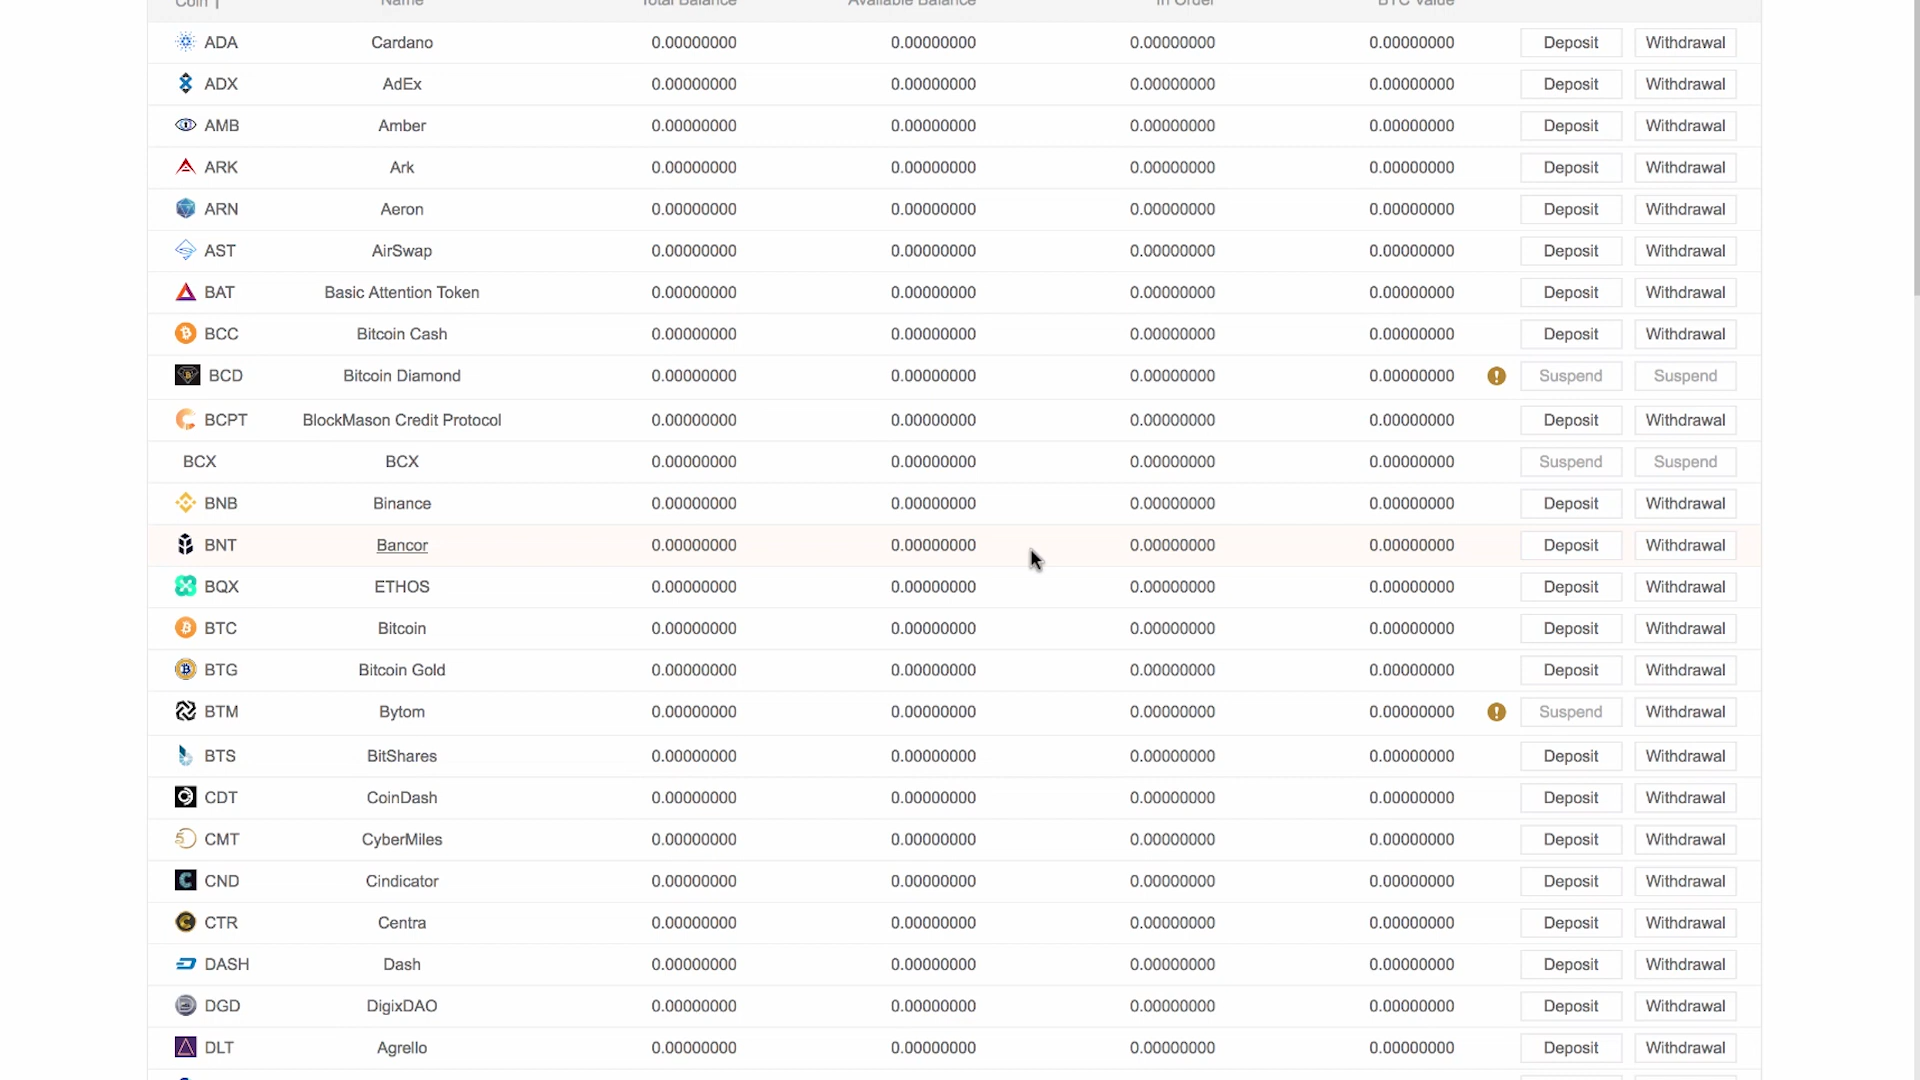 Coin Name Total Balance Available Balance In Order BTC Value
ADA Cardano 0.00000000 0.00000000 0.00000000 0.00000000 Deposit Withdrawal
ADX AdEx 0.00000000 0.00000000 0.00000000 0.00000000 Deposit Withdrawal
AMB Amber 0.00000000 0.00000000 0.00000000 0.00000000 Deposit Withdrawal
ARK Ark 0.00000000 0.00000000 0.00000000 0.00000000 Deposit Withdrawal
ARN Aeron 0.00000000 0.00000000 0.00000000 0.00000000 Deposit Withdrawal
AST AirSwap 0.00000000 0.00000000 0.00000000 0.00000000 Deposit Withdrawal
BAT Basic Attention Token 0.00000000 0.00000000 0.00000000 0.00000000 Deposit Withdrawal
BCC Bitcoin Cash 0.00000000 0.00000000 0.00000000 0.00000000 Deposit Withdrawal
BCD Bitcoin Diamond 0.00000000 0.00000000 0.00000000 0.00000000 Suspend Suspend
BCPT BlockMason Credit Protocol 0.00000000 0.00000000 0.00000000 0.00000000 Deposit Withdrawal
BCX BCX 0.00000000 0.00000000 0.00000000 0.00000000 Suspend Suspend
BNB Binance 0.00000000 0.00000000 0.00000000 0.00000000 Deposit Withdrawal
BNT Bancor 0.00000000 0.00000000 0.00000000 0.00000000 Deposit Withdrawal
BQX ETHOS 0.00000000 0.00000000 0.00000000 0.00000000 Deposit Withdrawal
BTC Bitcoin 0.00000000 0.00000000 0.00000000 0.00000000 Deposit Withdrawal
BTG Bitcoin Gold 0.00000000 0.00000000 0.00000000 0.00000000 Deposit Withdrawal
BTM Bytom 0.00000000 0.00000000 0.00000000 0.00000000 Suspend Withdrawal
BTS BitShares 0.00000000 0.00000000 0.00000000 0.00000000 Deposit Withdrawal
CDT CoinDash 0.00000000 0.00000000 0.00000000 0.00000000 Deposit Withdrawal
CMT CyberMiles 0.00000000 0.00000000 0.00000000 0.00000000 Deposit Withdrawal
CND Cindicator 0.00000000 0.00000000 0.00000000 0.00000000 Deposit Withdrawal
CTR Centra 0.00000000 0.00000000 0.00000000 0.00000000 Deposit Withdrawal
DASH Dash 0.00000000 0.00000000 0.00000000 0.00000000 Deposit Withdrawal
DGD DigixDAO 0.00000000 0.00000000 0.00000000 0.00000000 Deposit Withdrawal
DLT Agrello 0.00000000 0.00000000 0.00000000 0.00000000 Deposit Withdrawal